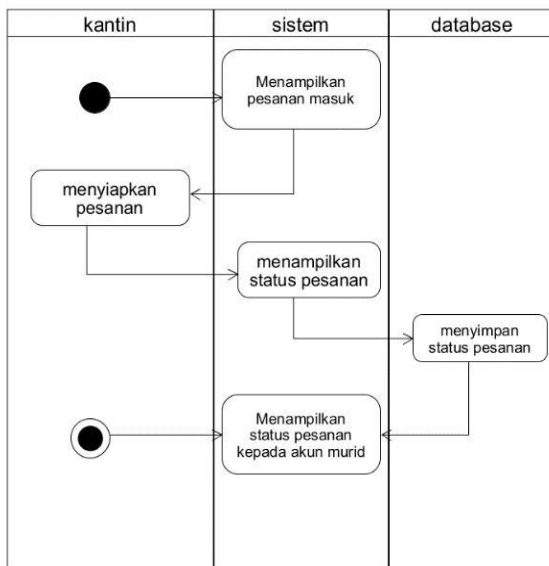 kantin
sistem
database
Menampilkan
pesanan masuk
menyiapkan
pesanan
menampilkan
status pesanan
menyimpan
status pesanan
Menampilkan
status pesanan
kepada akun murid